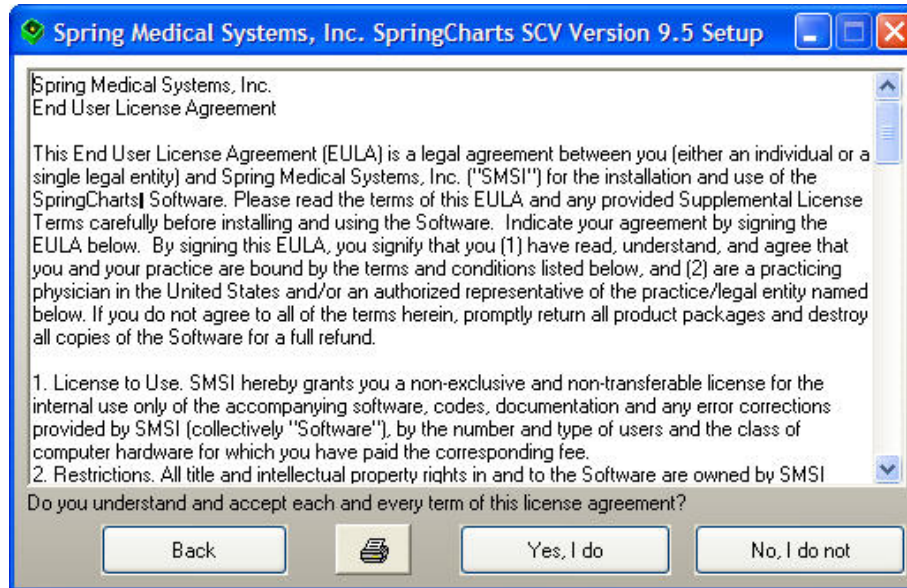 Spring Medical Systems, Inc. SpringCharts SCV Version 9.5 Setup
Spring Medical Systems, Inc.
End User License Agreement
This End User License Agreement (EULA) is a legal agreement between you (either an individual or a
single legal entity) and Spring Medical Systems, Inc. ("SMSI") for the installation and use of the
SpringCharts Software. Please read the terms of this EULA and any provided Supplemental License
Terms carefully before installing and using the Software.  Indicate your agreement by signing the
EULA below.  By signing this EULA, you signify that you (1) have read, understand, and agree that
you and your practice are bound by the terms and conditions listed below, and (2) are a practicing
physician in the United States and/or an authorized representative of the practice/legal entity named
below. If you do not agree to all of the terms herein, promptly return all product packages and destroy
all copies of the Software for a full refund.
1. License to Use. SMSI hereby grants you a non-exclusive and non-transferable license for the
internal use only of the accompanying software, codes, documentation and any error corrections
provided by SMSI (collectively "Software"), by the number and type of users and the class of
computer hardware for which you have paid the corresponding fee.
2. Restrictions. All title and intellectual property rights in and to the Software are owned by SMSI
Do you understand and accept each and every term of this license agreement?
Back
Yes, I do
No, I do not